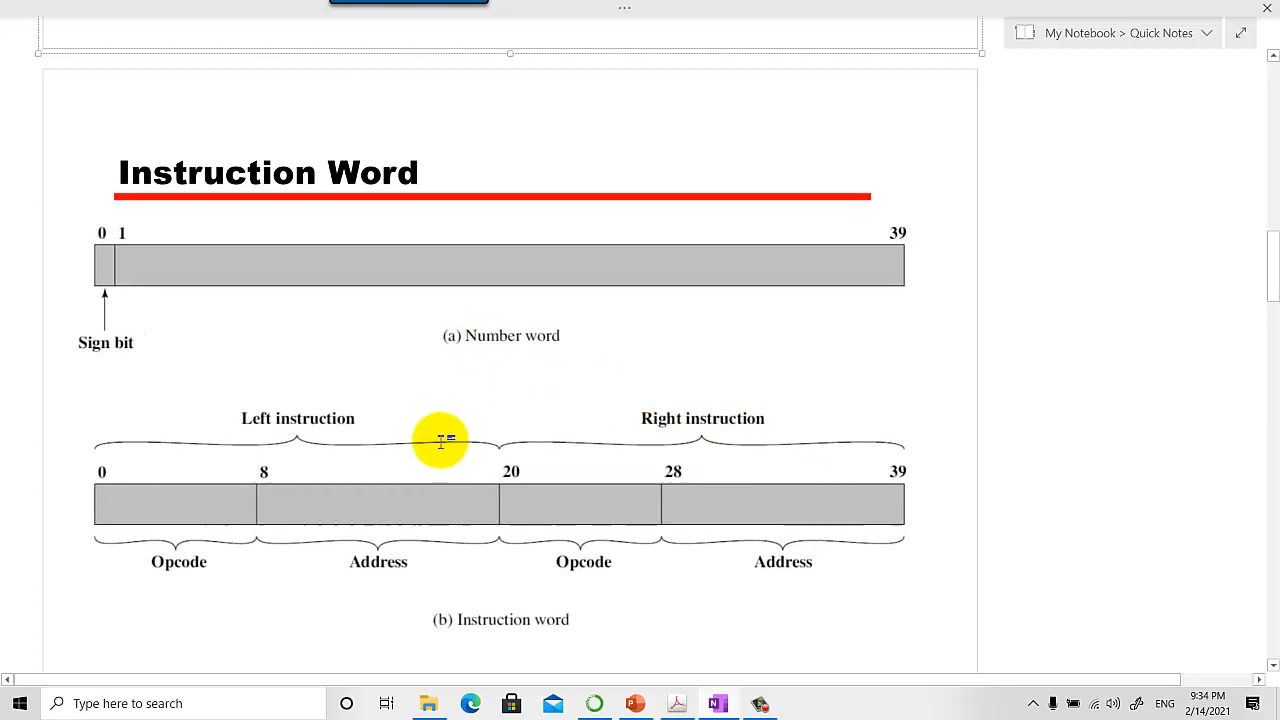 My Notebook > Quick Notes
Instruction Word
0 1 39
Sign bit
(a) Number word
Left instruction Right instruction
0 8 20 28 39
Opcode Address Opcode Address
(b) Instruction word
Type here to search
ENG
9:34 PM
2/14/2021